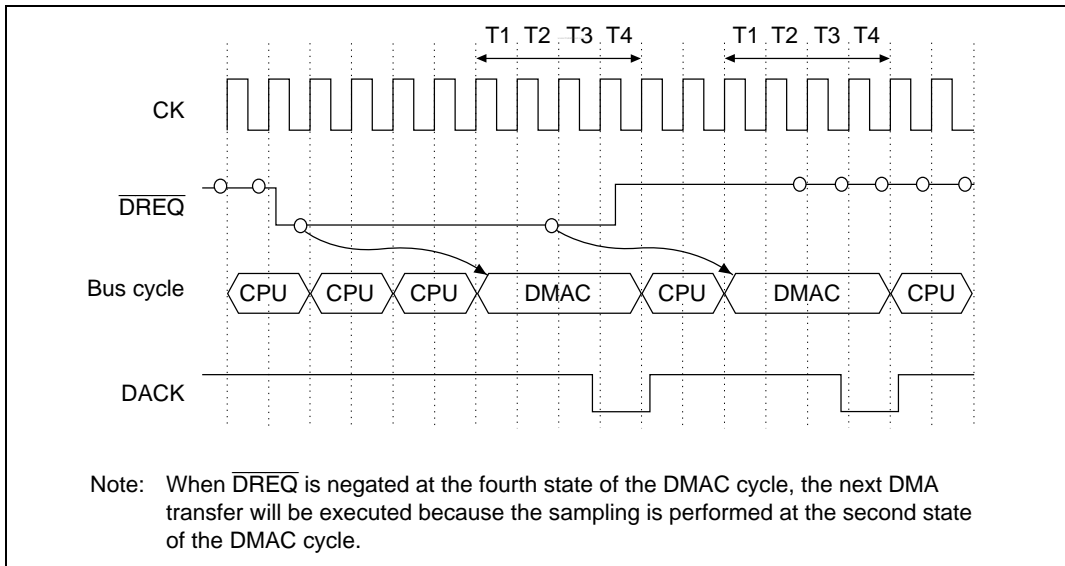 T1 T2 T3 T4 T1 T2 T3 T4
CK
DREQ
Bus cycle CPU CPU CPU DMAC CPU DMAC CPU
DACK
Note: When DREQ is negated at the fourth state of the DMAC cycle, the next DMA
transfer will be executed because the sampling is performed at the second state
of the DMAC cycle.